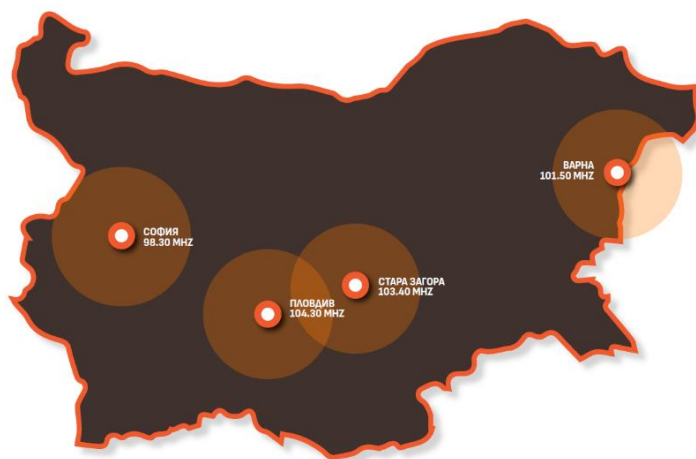 ВАРНА
101.50 MHZ
СОФИЯ
98.30 MHZ
СТАРА ЗАГОРА
103.40 MHZ
ПЛОВДИВ
104.30 MHZ